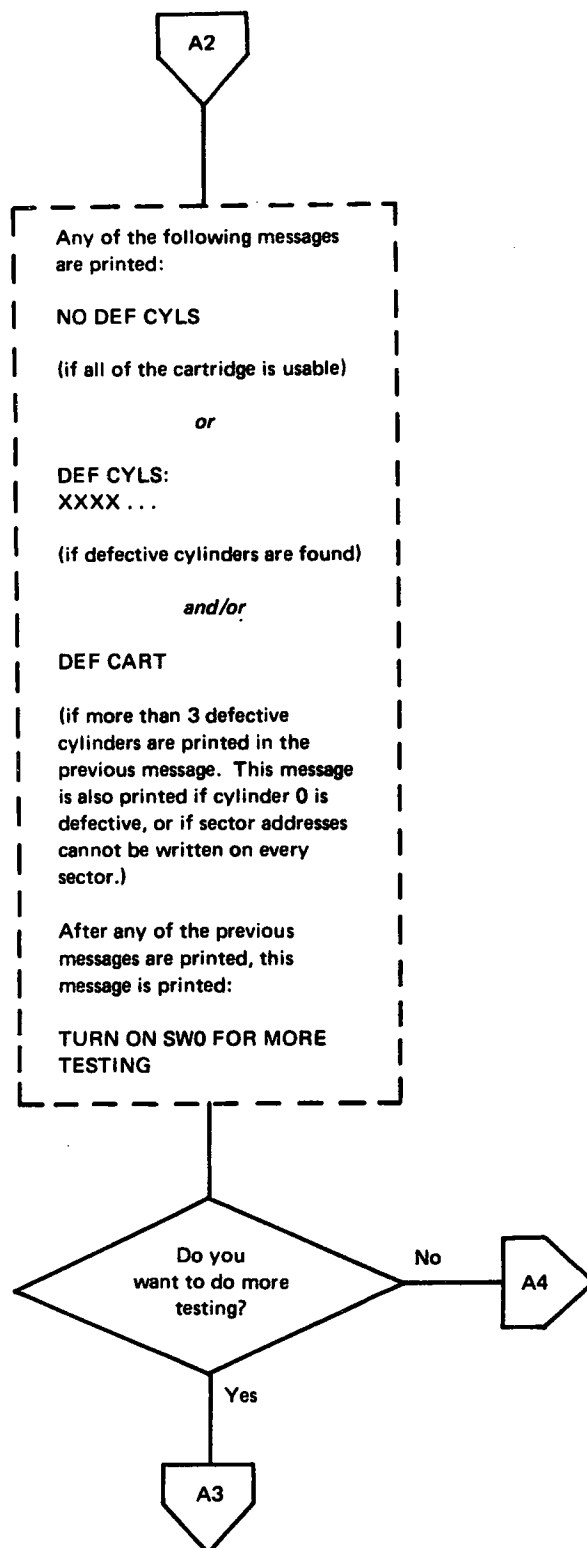 A2
Any of the following messages
are printed:
NO DEF CYLS
(if all of the cartridge is usable)
or
DEF CYLS:
XXXX . . .
(if defective cylinders are found)
and/or
DEF CART
(if more than 3 defective
cylinders are printed in the
previous message. This message
is also printed if cylinder 0 is
defective, or if sector addresses
cannot be written on every
sector.)
After any of the previous
messages are printed, this
message is printed:
TURN ON SW0 FOR MORE
TESTING
Do you
want to do more
testing?
No
A4
Yes
A3